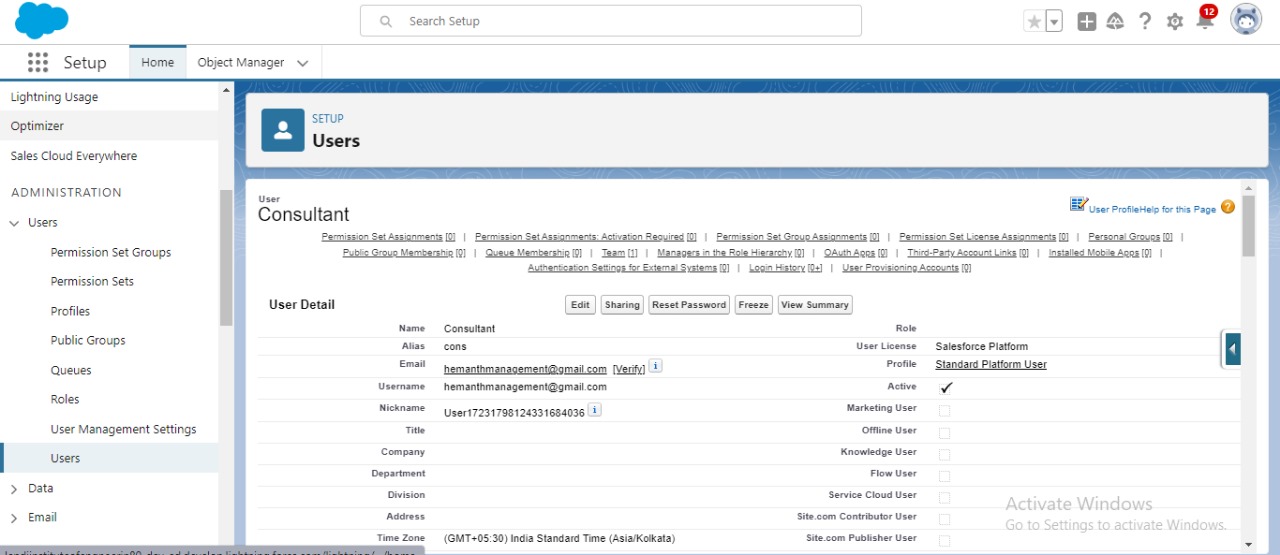 Search Setup
12
Setup
Home
Object Manager
Lightning Usage
Optimizer
Sales Cloud Everywhere
ADMINISTRATION
Users
Permission Set Groups
Permission Sets
Profiles
Public Groups
Queues
Roles
User Management Settings
Users
Data
Email
SETUP
Users
User
Consultant
User Profile Help for this Page ?
Permission Set Assignments [0] | Permission Set Assignments: Activation Required [0] | Permission Set Group Assignments [0] | Permission Set License Assignments [0] | Personal Groups [0] |
Public Group Membership [0] | Queue Membership [0] | Team [1] | Managers in the Role Hierarchy [0] | OAuth Apps [0] | Third-Party Account Links [0] | Installed Mobile Apps [0] |
Authentication Settings for External Systems [0] | Login History [0+] | User Provisioning Accounts [0]
User Detail
Edit Sharing Reset Password Freeze View Summary
Name Consultant Role
Alias cons User License Salesforce Platform
Email hemanthmanagement@gmail.com [Verify] i Profile Standard Platform User
Username hemanthmanagement@gmail.com Active
Nickname User17231798124331684036 i Marketing User
Title Offline User
Company Knowledge User
Department Flow User
Division Service Cloud User
Address Site.com Contributor User
Time Zone (GMT+05:30) India Standard Time (Asia/Kolkata) Site.com Publisher User
Activate Windows
Go to Settings to activate Windows.